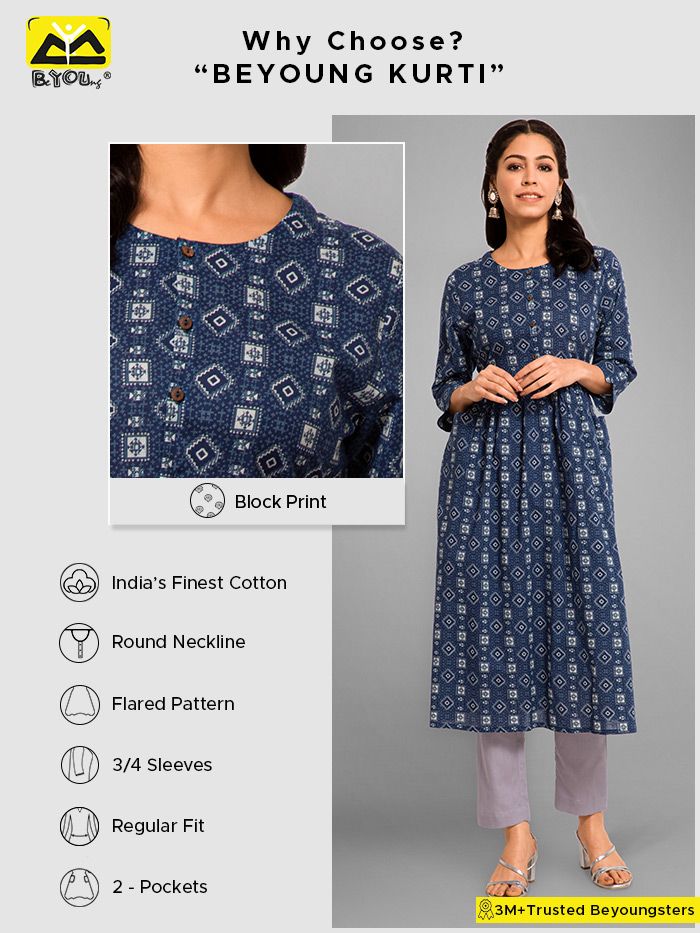 BeYOUng®
Why Choose?
“BEYOUNG KURTI”
Block Print
India’s Finest Cotton
Round Neckline
Flared Pattern
3/4 Sleeves
Regular Fit
2 - Pockets
3M+Trusted Beyoungsters